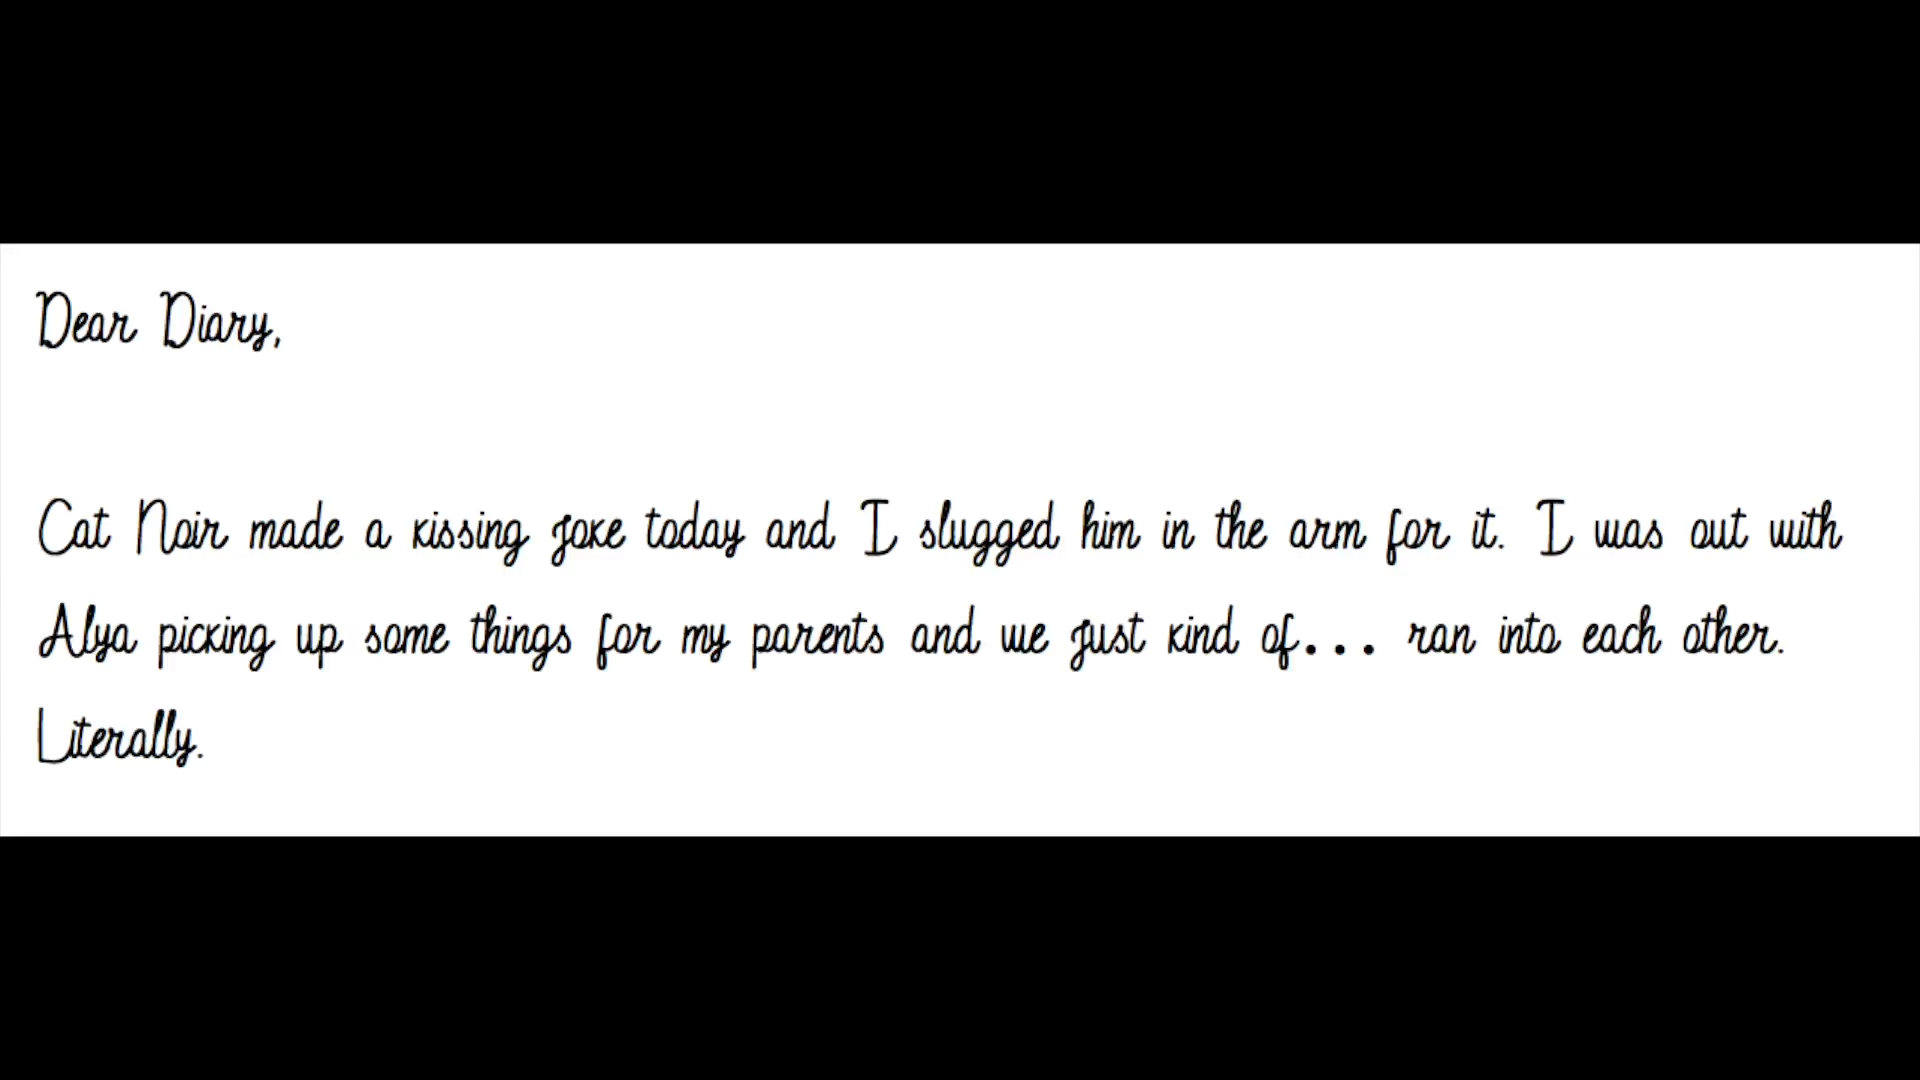 Dear Diary,
Cat Noir made a kissing joke today and I slugged him in the arm for it. I was out with
Alya picking up some things for my parents and we just kind of... ran into each other.
Literally.